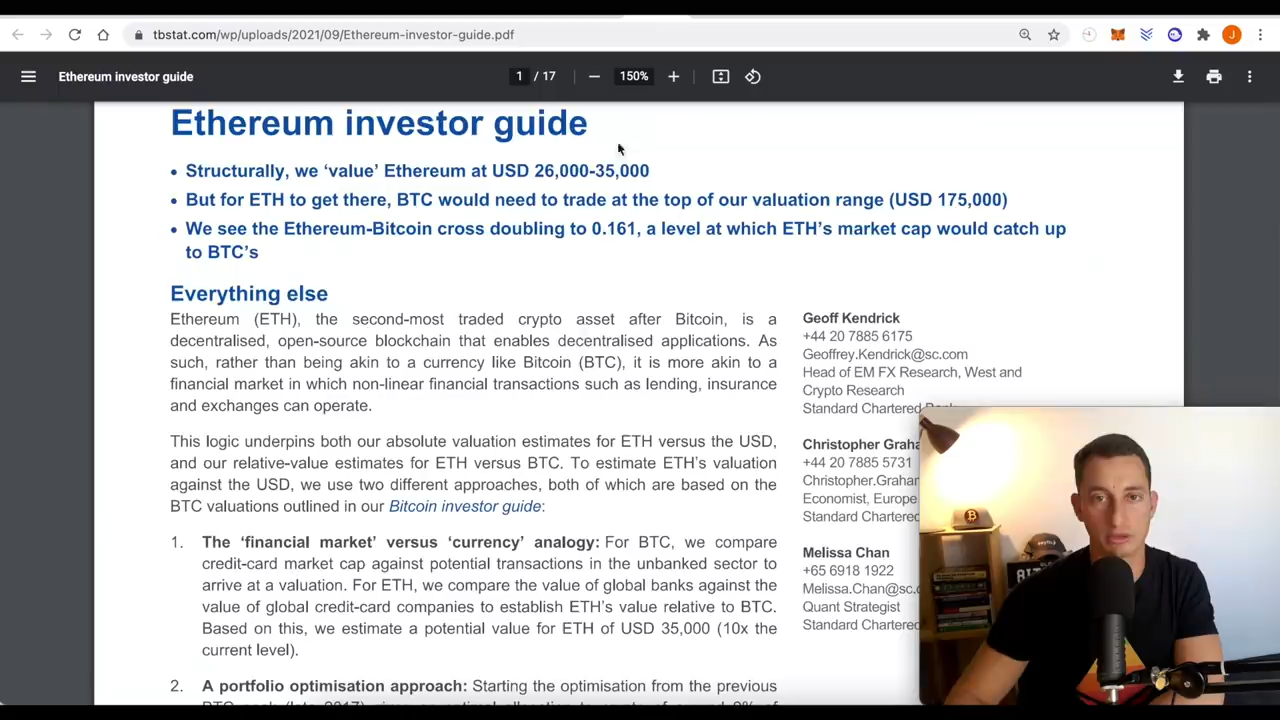 tbstat.com/wp/uploads/2021/09/Ethereum-investor-guide.pdf
J
Ethereum investor guide
1 / 17
150%
Ethereum investor guide
• Structurally, we ‘value’ Ethereum at USD 26,000-35,000
• But for ETH to get there, BTC would need to trade at the top of our valuation range (USD 175,000)
• We see the Ethereum-Bitcoin cross doubling to 0.161, a level at which ETH’s market cap would catch up
to BTC’s
Everything else
Ethereum (ETH), the second-most traded crypto asset after Bitcoin, is a
decentralised, open-source blockchain that enables decentralised applications. As
such, rather than being akin to a currency like Bitcoin (BTC), it is more akin to a
financial market in which non-linear financial transactions such as lending, insurance
and exchanges can operate.
This logic underpins both our absolute valuation estimates for ETH versus the USD,
and our relative-value estimates for ETH versus BTC. To estimate ETH’s valuation
against the USD, we use two different approaches, both of which are based on the
BTC valuations outlined in our Bitcoin investor guide:
1. The ‘financial market’ versus ‘currency’ analogy: For BTC, we compare
credit-card market cap against potential transactions in the unbanked sector to
arrive at a valuation. For ETH, we compare the value of global banks against the
value of global credit-card companies to establish ETH’s value relative to BTC.
Based on this, we estimate a potential value for ETH of USD 35,000 (10x the
current level).
2. A portfolio optimisation approach: Starting the optimisation from the previous
Geoff Kendrick
+44 20 7885 6175
Geoffrey.Kendrick@sc.com
Head of EM FX Research, West and
Crypto Research
Standard Chartered Bank
Christopher Graha
+44 20 7885 5731
Christopher.Graha
Economist, Europe
Standard Chartered
Melissa Chan
+65 6918 1922
Melissa.Chan@sc.c
Quant Strategist
Standard Chartered
BIT